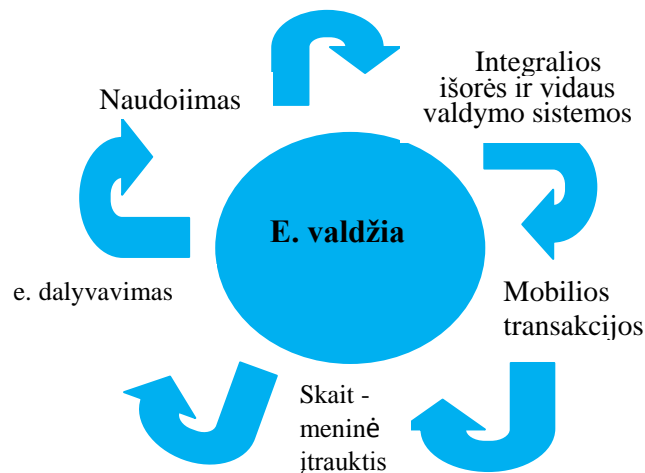 Integralios
išorės ir vidaus
valdymo sistemos
Naudojimas
E. valdžia
e. dalyvavimas
Mobilios
transakcijos
Skait -
meninė
įtrauktis